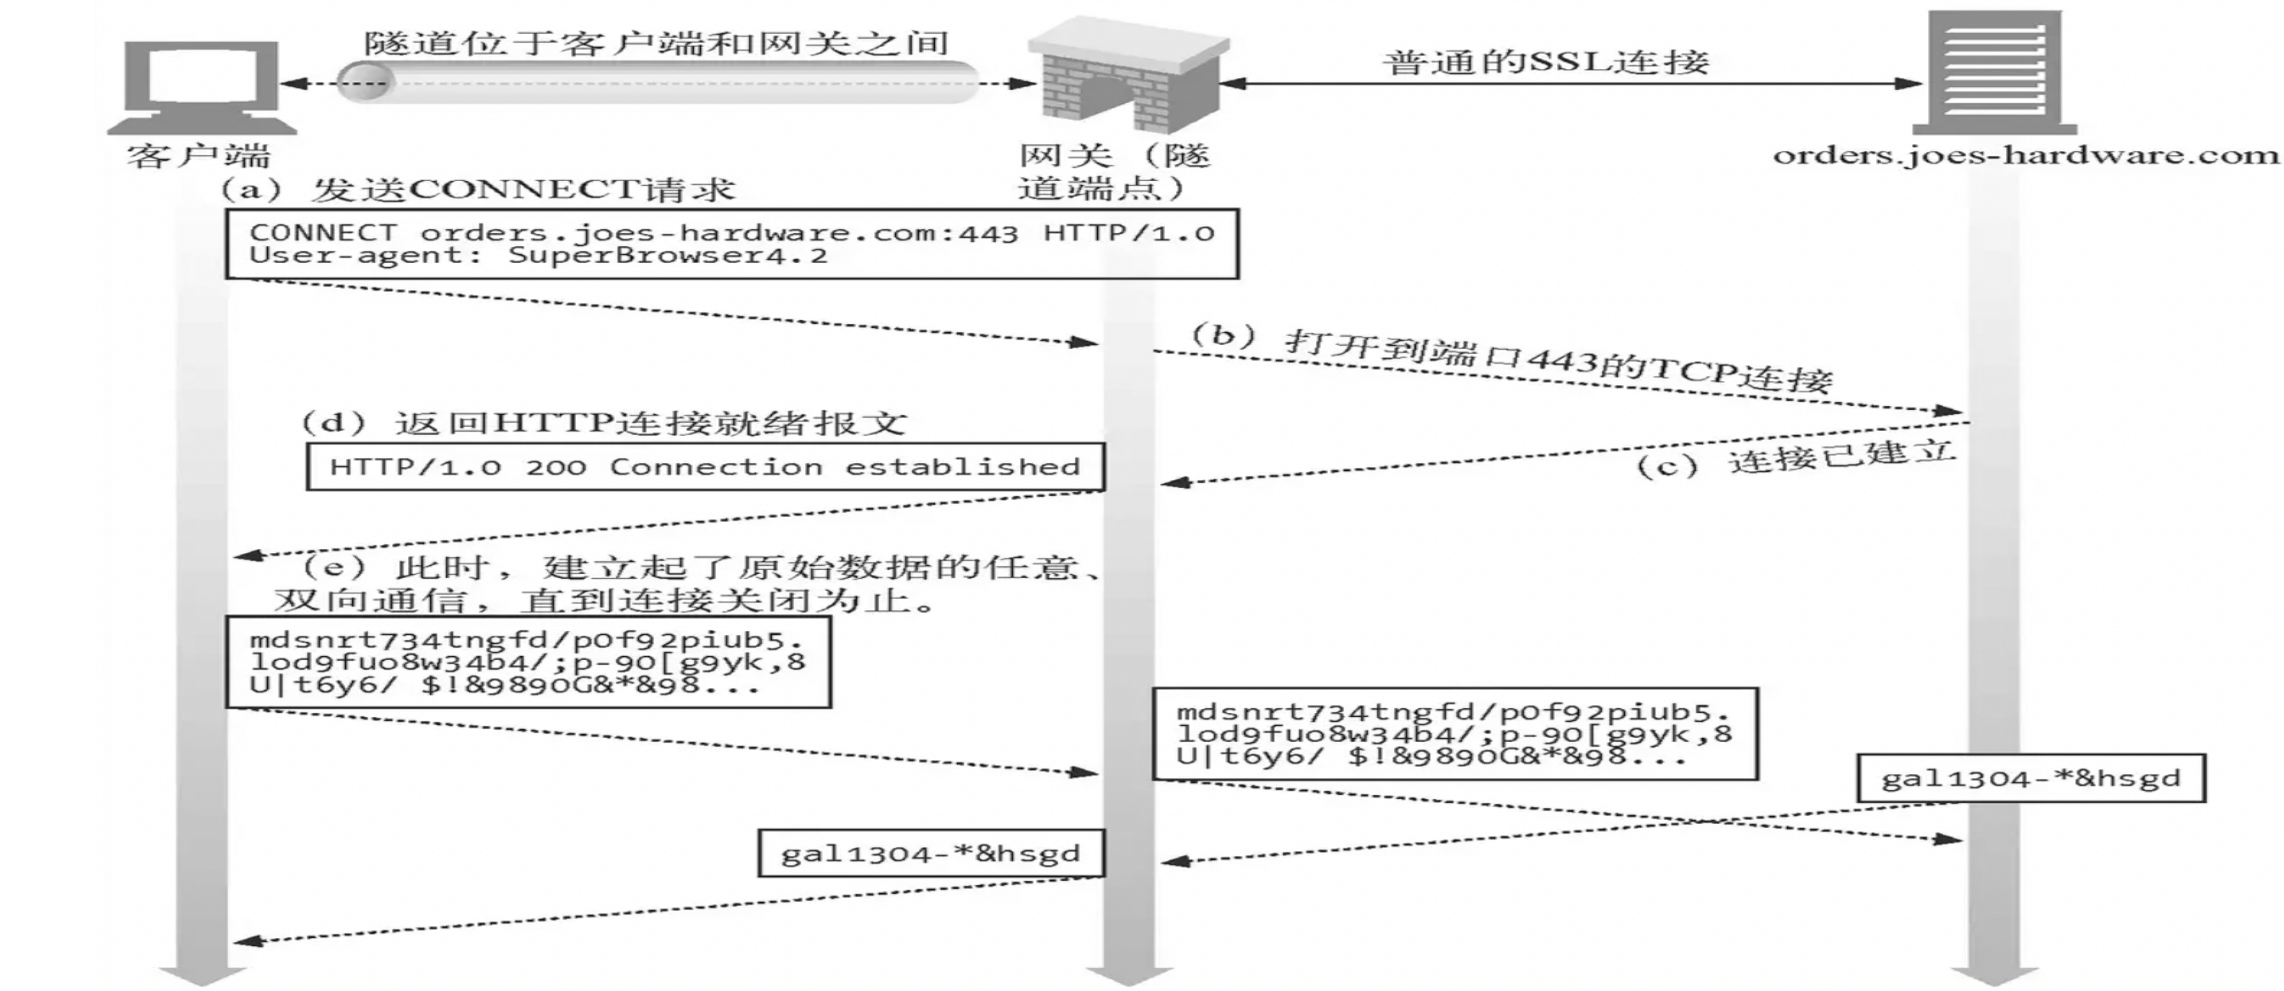 隧道位于客户端和网关之间
普通的SSL连接
客户端
网关（隧
道端点）
orders.joes-hardware.com
（a）发送CONNECT请求
CONNECT orders.joes-hardware.com:443 HTTP/1.0
User-agent: SuperBrowser4.2
（b）打开到端口443的TCP连接
（c）连接已建立
（d）返回HTTP连接就绪报文
HTTP/1.0 200 Connection established
（e）此时，建立起了原始数据的任意、
双向通信，直到连接关闭为止。
mdsnrt734tngfd/p0f92piub5.
lod9fuo8w34b4/;p-90[g9yk,8
U|t6y6/ $!&9890G&*&98...
mdsnrt734tngfd/p0f92piub5.
lod9fuo8w34b4/;p-90[g9yk,8
U|t6y6/ $!&9890G&*&98...
gal1304-*&hsgd
gal1304-*&hsgd